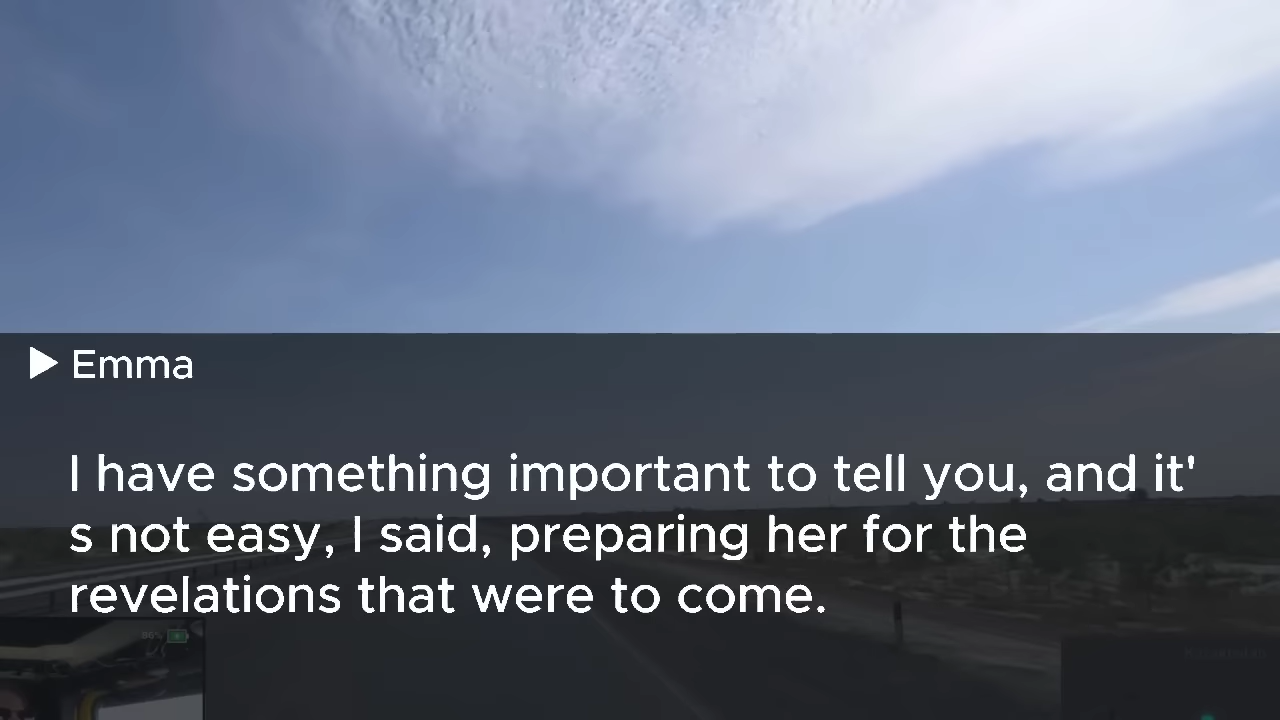 Emma
I have something important to tell you, and it'
s not easy, I said, preparing her for the
revelations that were to come.
86%